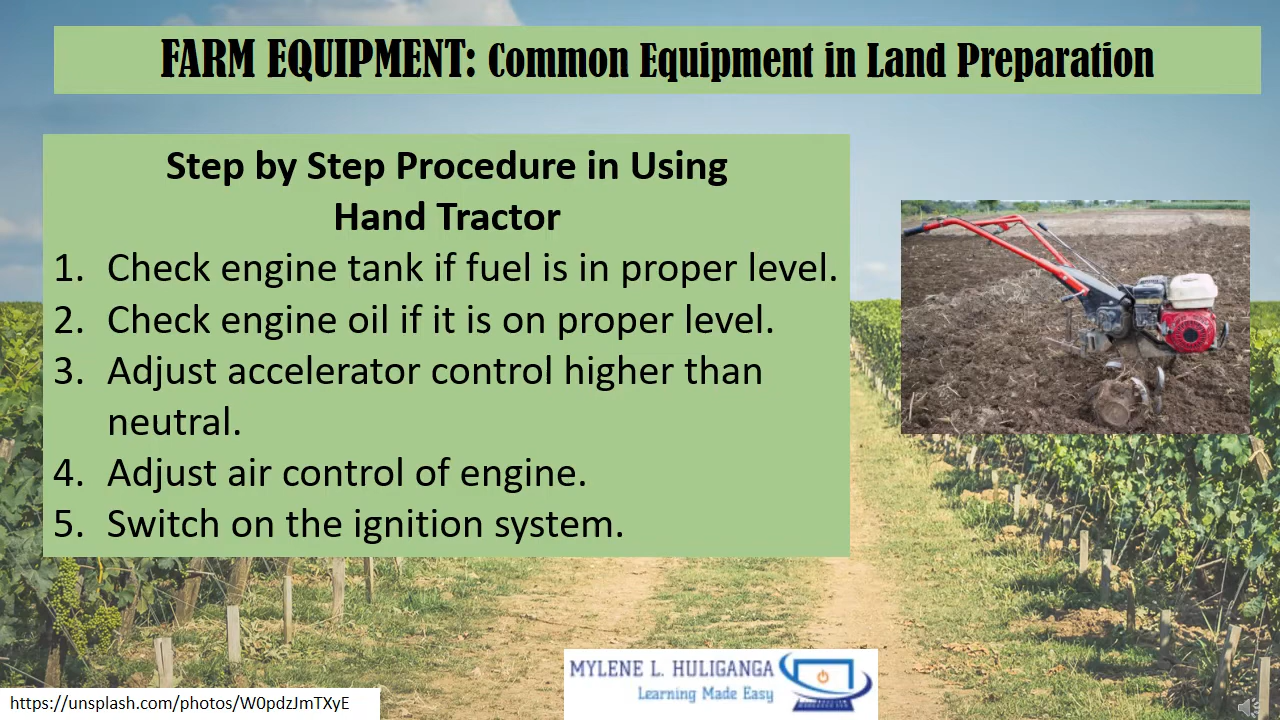 FARM EQUIPMENT: Common Equipment in Land Preparation
Step by Step Procedure in Using
Hand Tractor
1. Check engine tank if fuel is in proper level.
2. Check engine oil if it is on proper level.
3. Adjust accelerator control higher than
neutral.
4. Adjust air control of engine.
5. Switch on the ignition system.
MYLENE L. HULIGANGA
Learning Made Easy
https://unsplash.com/photos/W0pdzJmTXyE